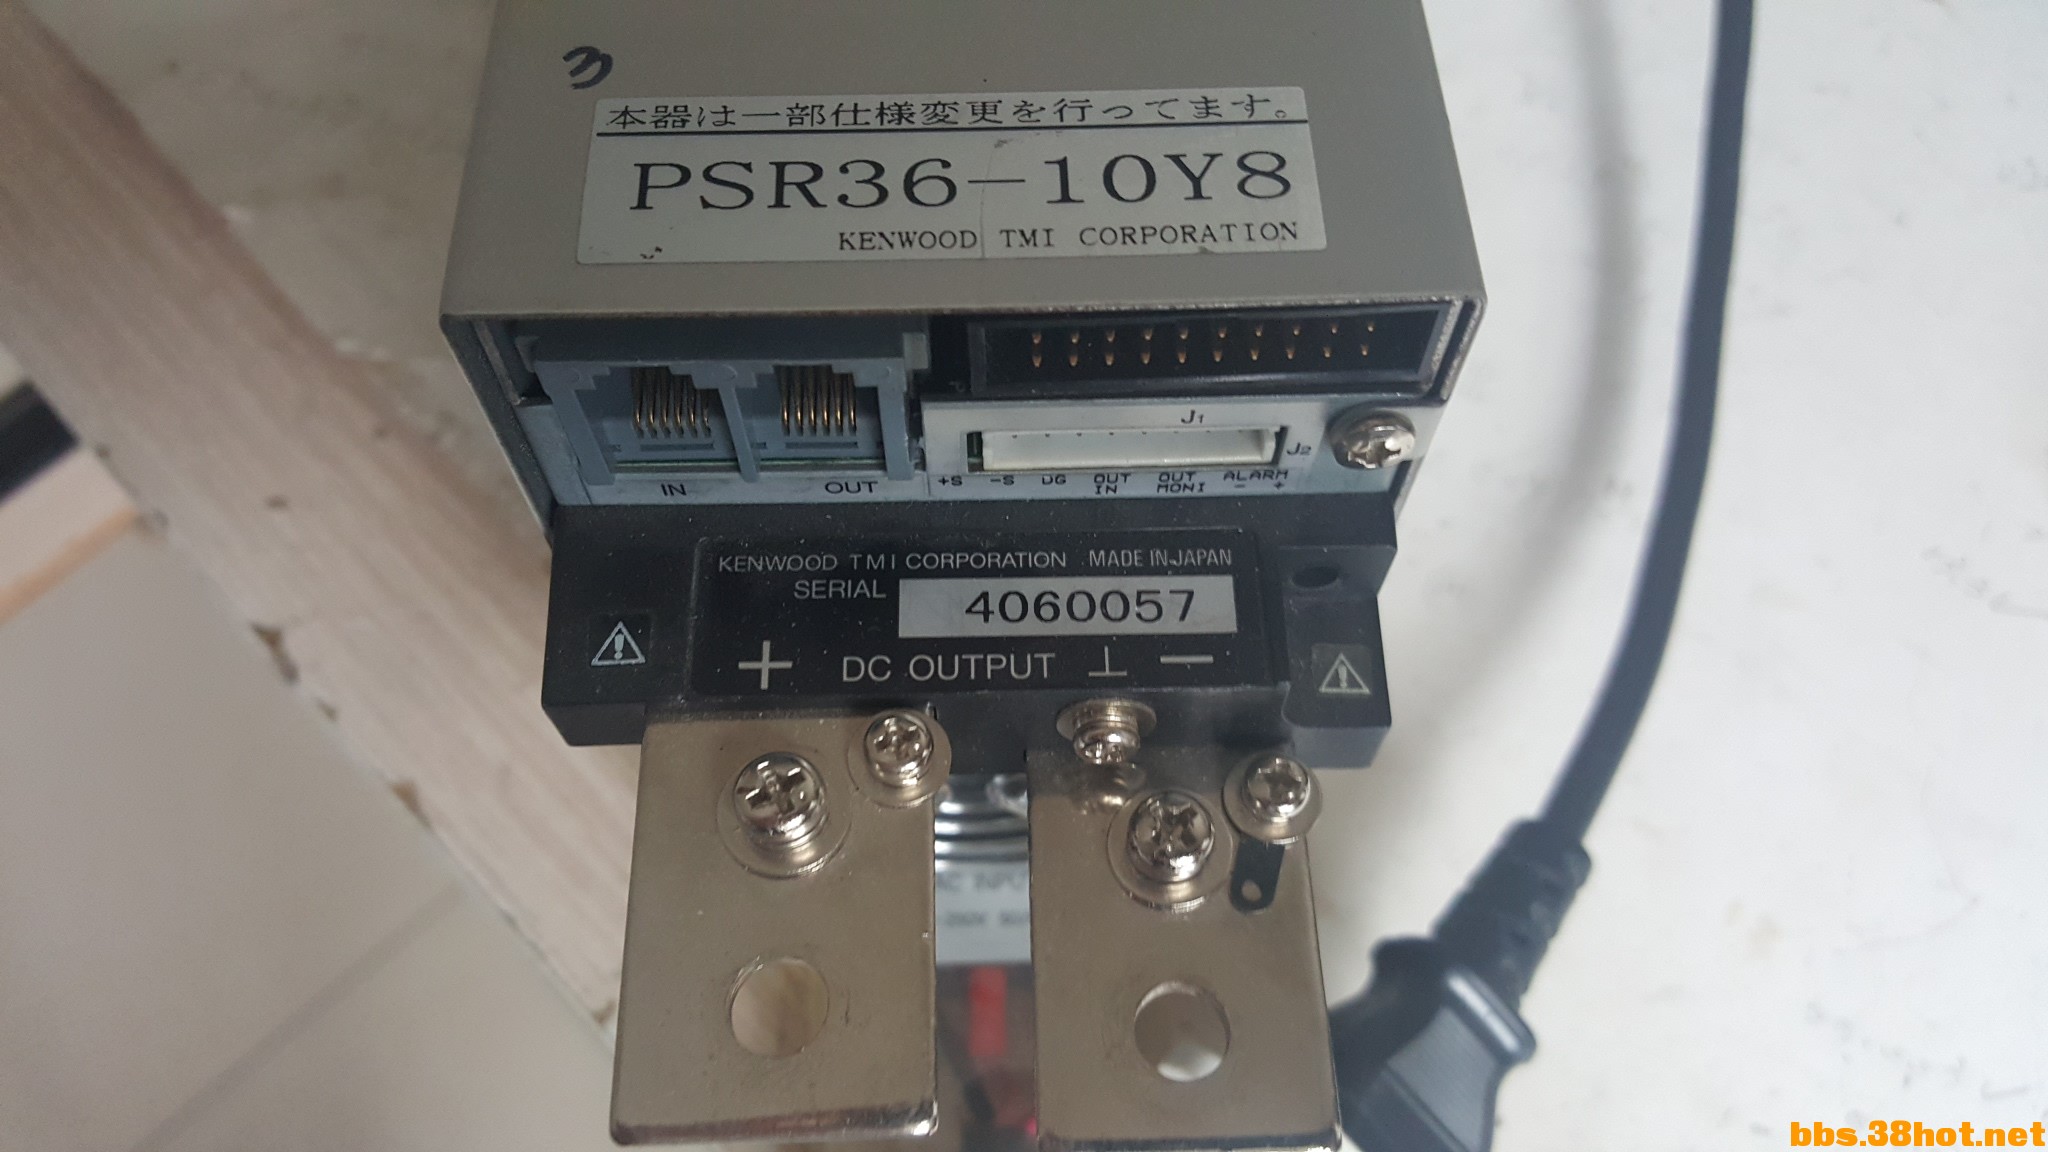 3
本器は一部仕様変更を行ってます。
PSR36-10Y8
KENWOOD TMI CORPORATION
J1
J2
IN OUT
+S -S DG OUT IN OUT MONI ALARM - +
KENWOOD TMI CORPORATION MADE IN JAPAN
SERIAL 4060057
+ DC OUTPUT ⊥ -
bbs.38hot.net